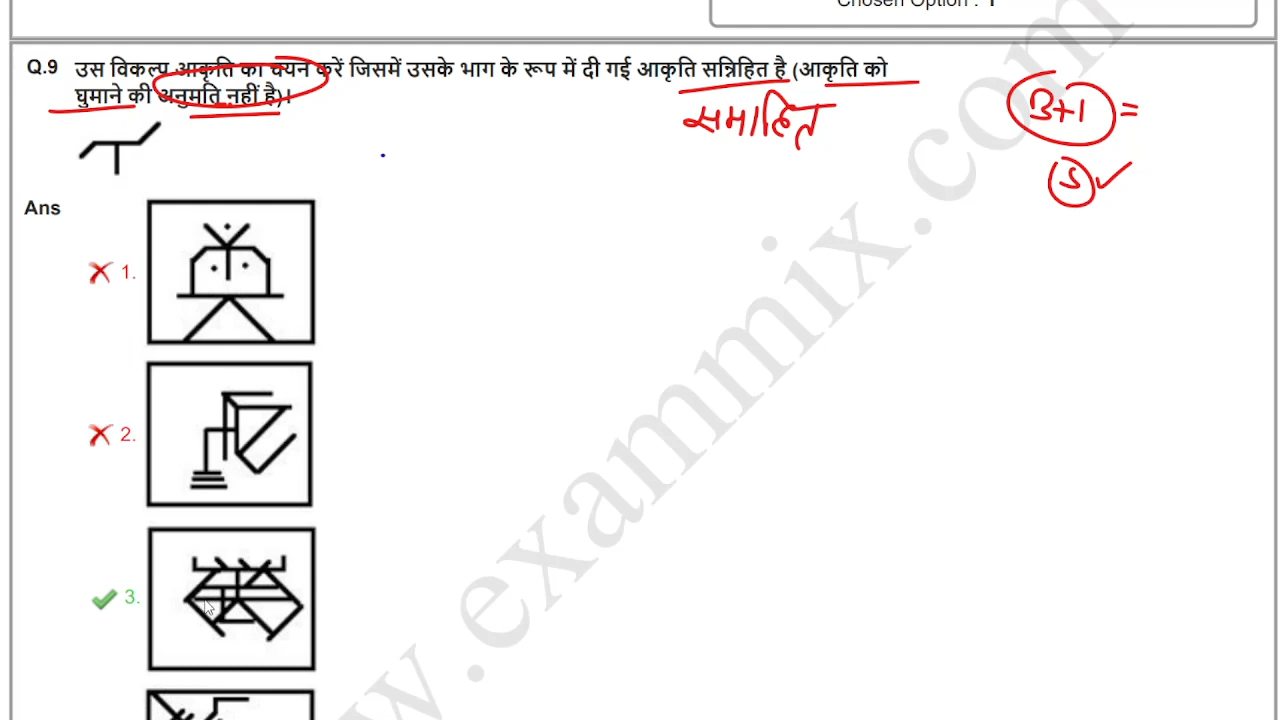 Chosen Option : 1
Q.9 उस विकल्प आकृति का चयन करें जिसमें उसके भाग के रूप में दी गई आकृति सन्निहित है (आकृति को
घुमाने की अनुमति नहीं है)।
समाहित
3+1 =
Ans
1.
2.
3.
www.exammix.com